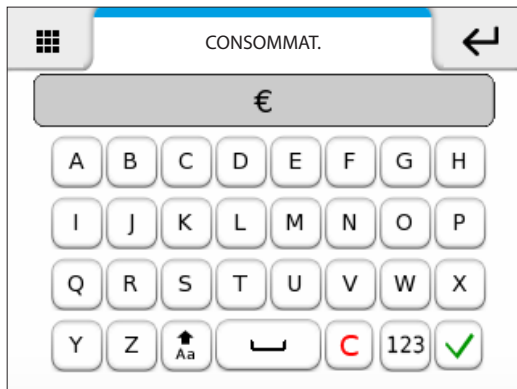 CONSOMMAT.
€
A B C D E F G H
I J K L M N O P
Q R S T U V W X
Y Z Aa C 123